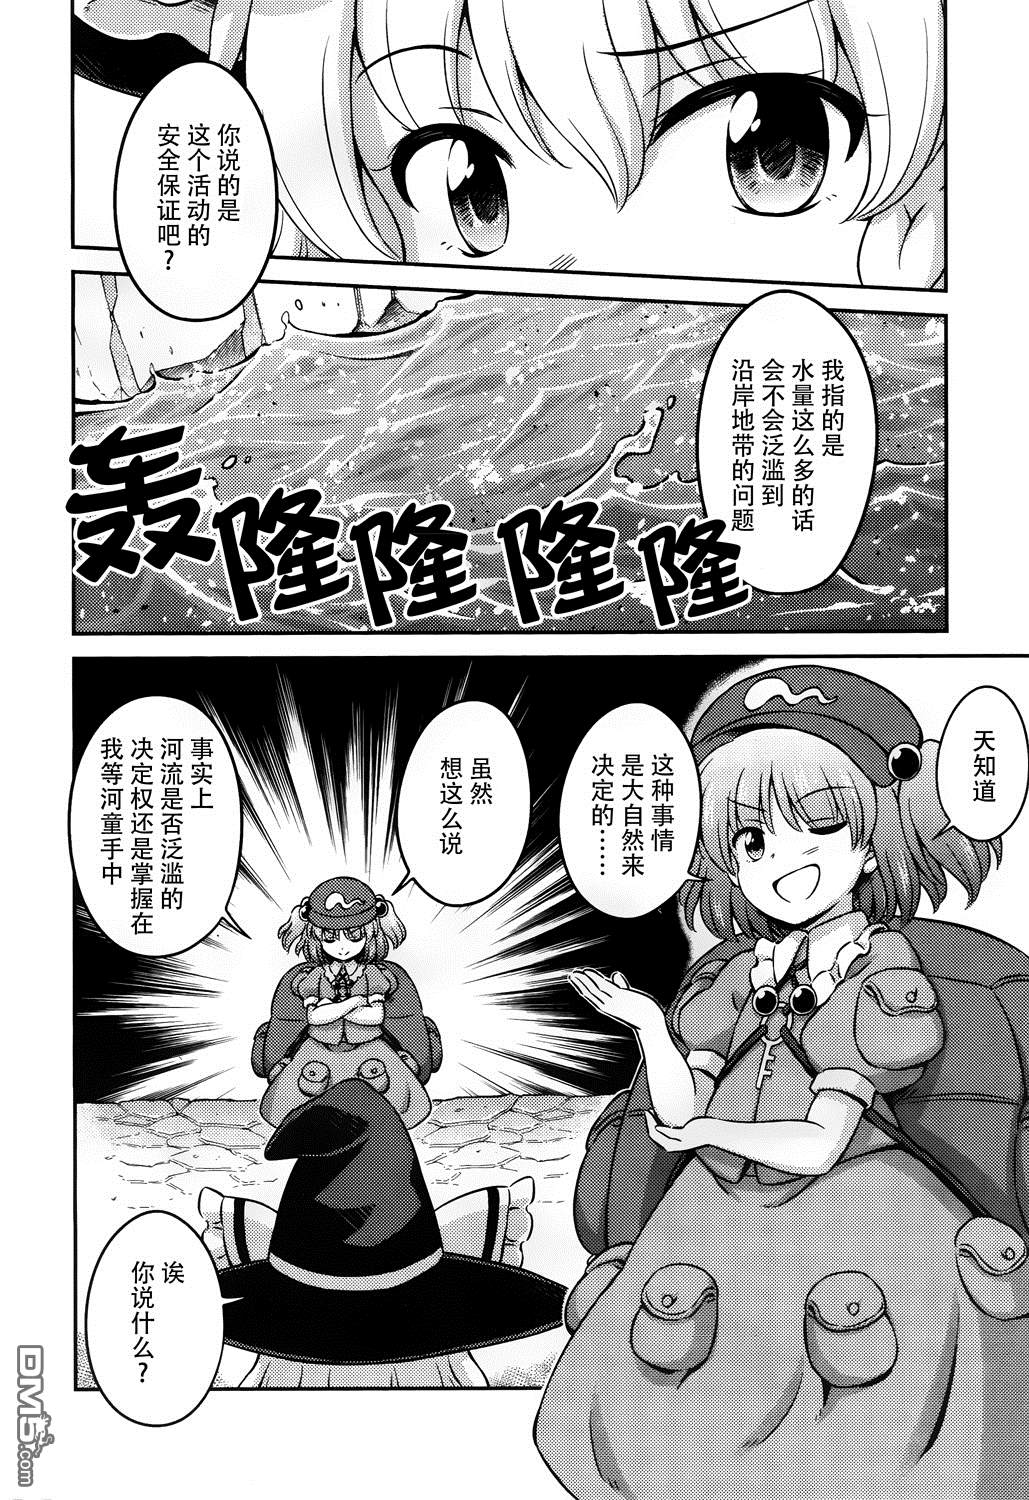 你说的是
这个活动的
安全保证吧?
我指的是
水量这么多的话
会不会泛滥到
沿岸地带的问题
轰隆隆隆隆
天知道
这种事情
是大自然来
决定的……
虽然
想这么说
事实上
河流是否泛滥的
决定权还是掌握在
我等河童手中
诶
你说什么?
DM5.com